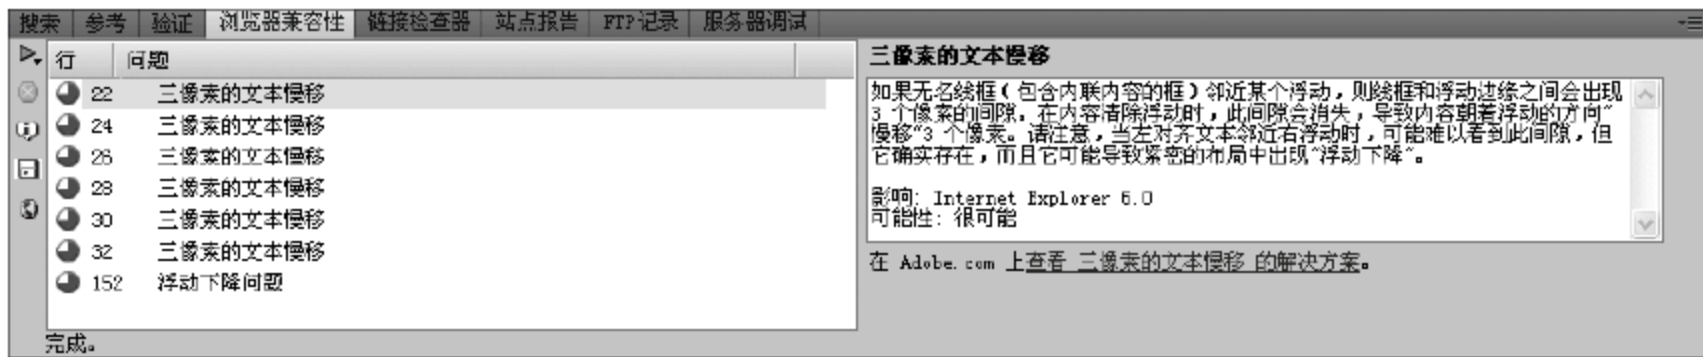 搜索 参考 验证 浏览器兼容性 链接检查器 站点报告 FTP记录 服务器调试
行 问题
22 三像素的文本慢移
24 三像素的文本慢移
26 三像素的文本慢移
28 三像素的文本慢移
30 三像素的文本慢移
32 三像素的文本慢移
152 浮动下降问题
完成。
三像素的文本慢移
如果无名线框(包含内联内容的框)邻近某个浮动,则线框和浮动边缘之间会出现
3 个像素的间隙。在内容清除浮动时,此间隙会消失,导致内容朝着浮动的方向"
慢移"3 个像素。请注意,当左对齐文本邻近右浮动时,可能难以看到此间隙,但
它确实存在,而且它可能导致紧密的布局中出现"浮动下降"。
影响: Internet Explorer 6.0
可能性: 很可能
在 Adobe.com 上查看 三像素的文本慢移 的解决方案。